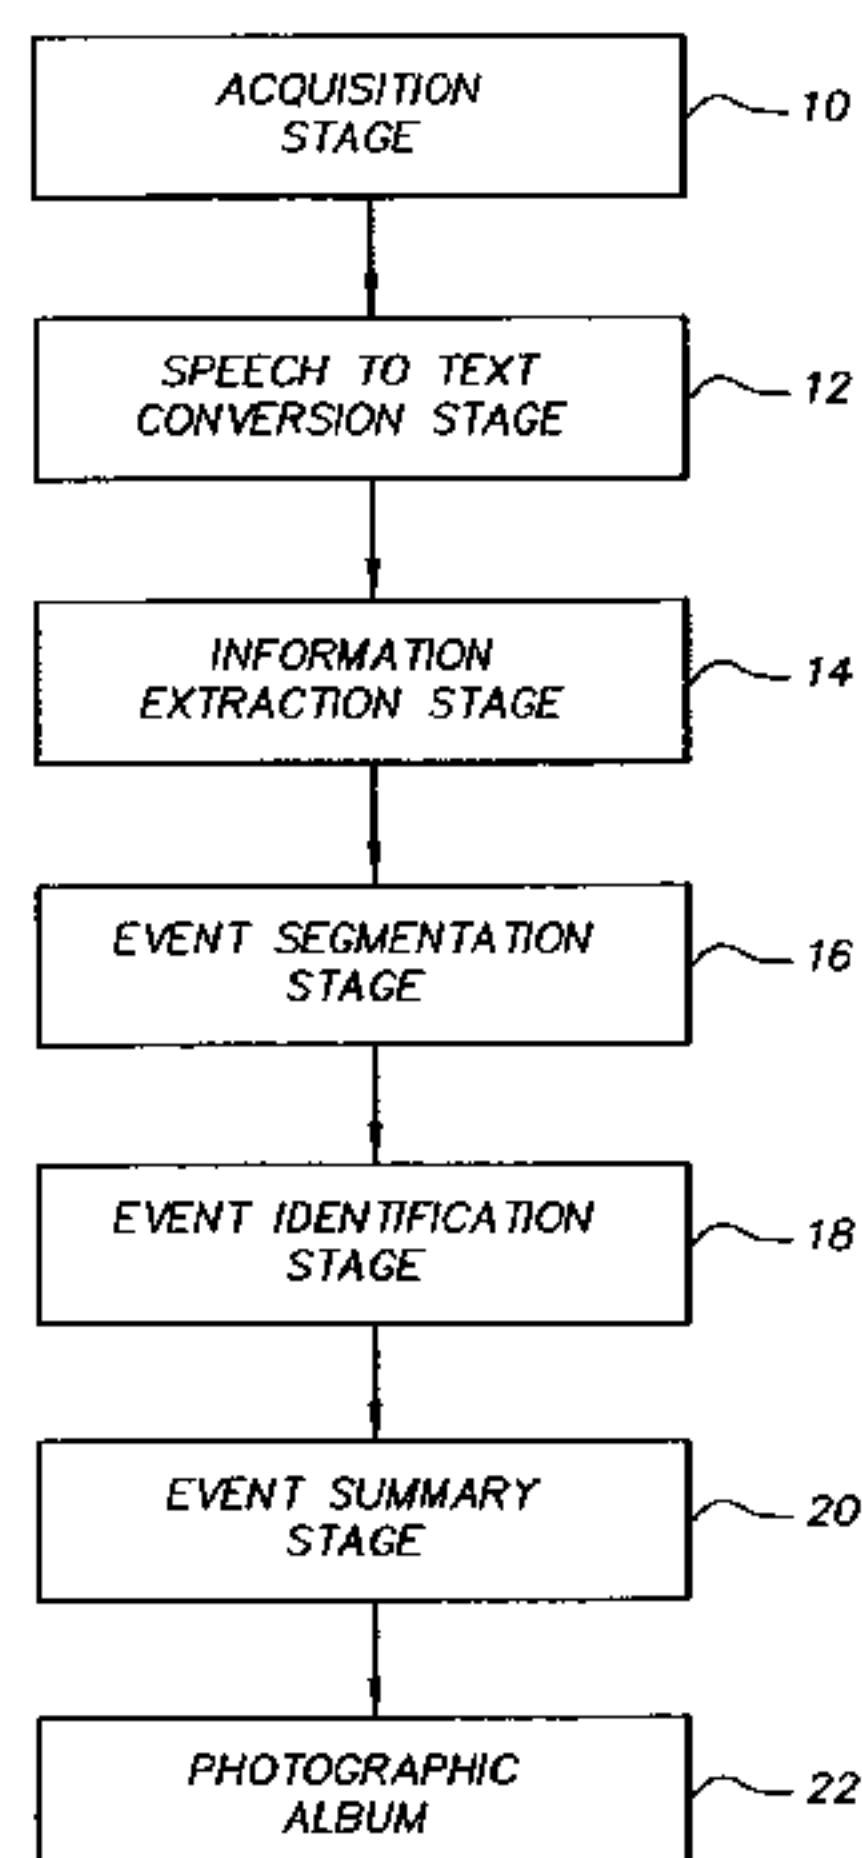 ACQUISITION
STAGE
10
SPEECH TO TEXT
CONVERSION STAGE
12
INFORMATION
EXTRACTION STAGE
14
EVENT SEGMENTATION
STAGE
16
EVENT IDENTIFICATION
STAGE
18
EVENT SUMMARY
STAGE
20
PHOTOGRAPHIC
ALBUM
22